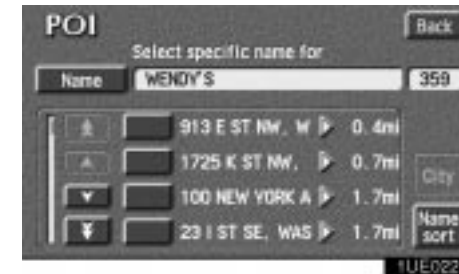 POI
Back
Select specific name for
Name WENDY'S 359
913 E ST NW, W 0.4mi
1725 K ST NW, 0.7mi
City
100 NEW YORK A 1.7mi
Name sort
23 I ST SE, WAS 1.7mi
1UE022